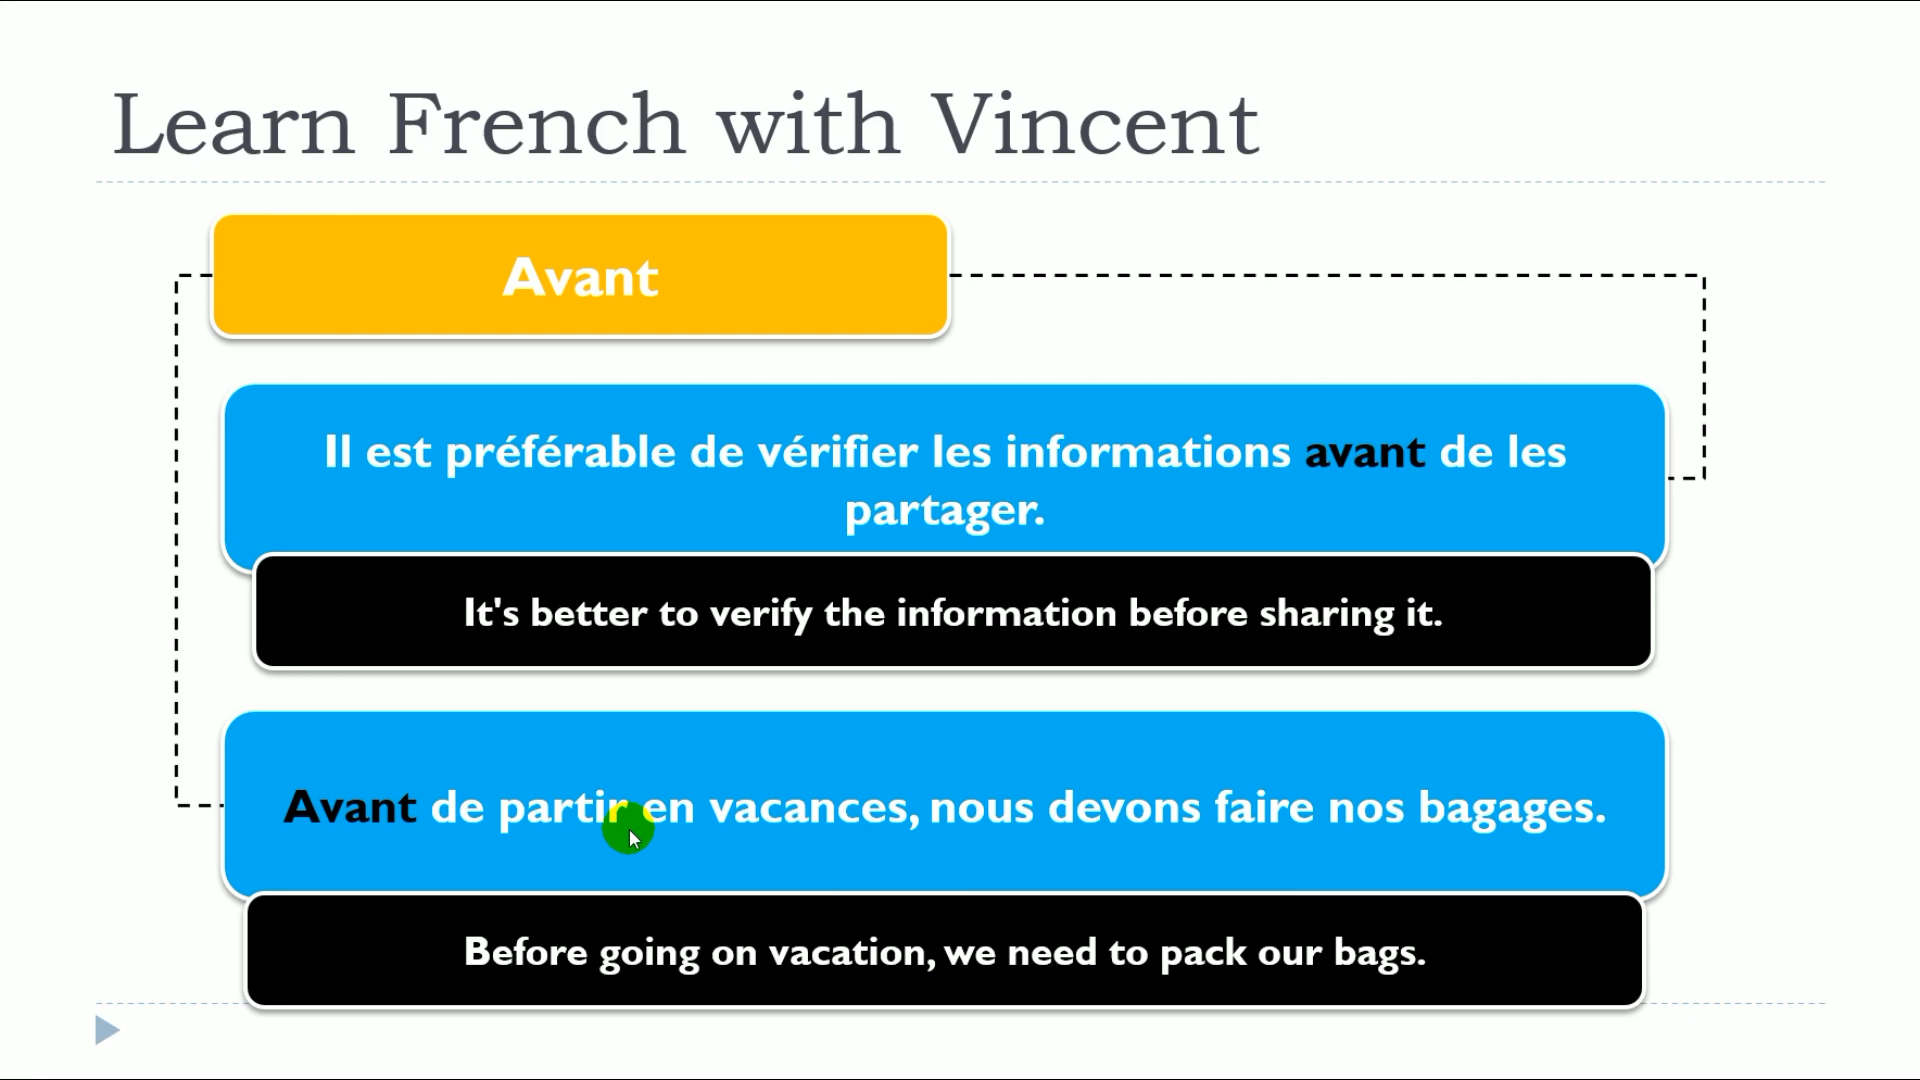 Learn French with Vincent
Avant
Il est préférable de vérifier les informations avant de les
partager.
It's better to verify the information before sharing it.
Avant de partir en vacances, nous devons faire nos bagages.
Before going on vacation, we need to pack our bags.